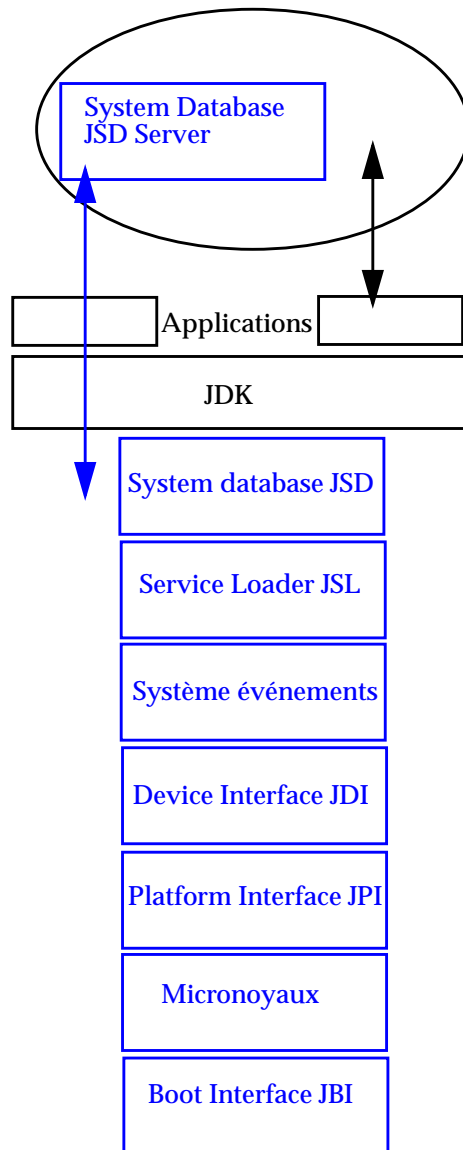 System Database
JSD Server
Applications
JDK
System database JSD
Service Loader JSL
Système événements
Device Interface JDI
Platform Interface JPI
Micronoyaux
Boot Interface JBI